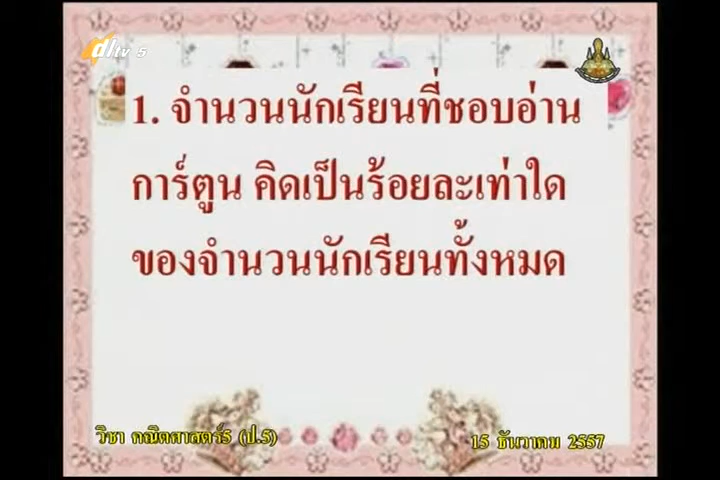 dltv 5
1. จำนวนนักเรียนที่ชอบอ่าน
การ์ตูน คิดเป็นร้อยละเท่าใด
ของจำนวนนักเรียนทั้งหมด
วิชา คณิตศาสตร์5 (ป.5)
15 ธันวาคม 2557